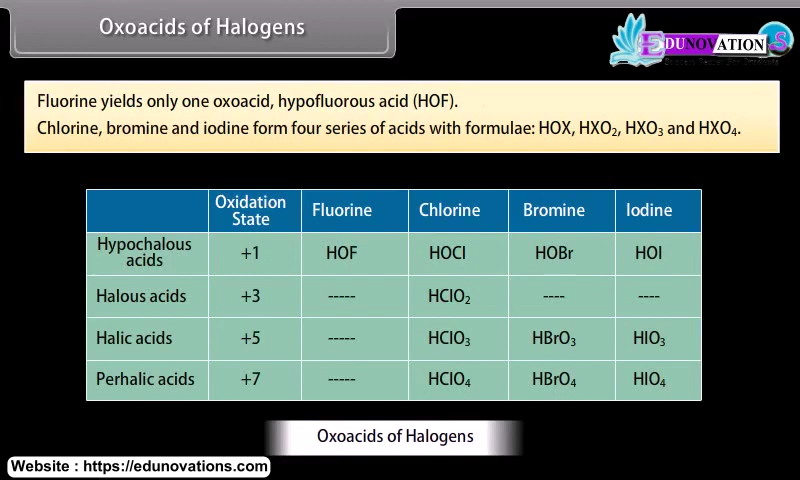 Oxoacids of Halogens
EDUNOVATIONS
Fluorine yields only one oxoacid, hypofluorous acid (HOF).
Chlorine, bromine and iodine form four series of acids with formulae: HOX, HXO₂, HXO₃ and HXO₄.
Oxidation State Fluorine Chlorine Bromine Iodine
Hypochalous acids +1 HOF HOCl HOBr HOI
Halous acids +3 ----- HClO₂ ---- ----
Halic acids +5 ----- HClO₃ HBrO₃ HIO₃
Perhalic acids +7 ----- HClO₄ HBrO₄ HIO₄
Oxoacids of Halogens
Website : https://edunovations.com